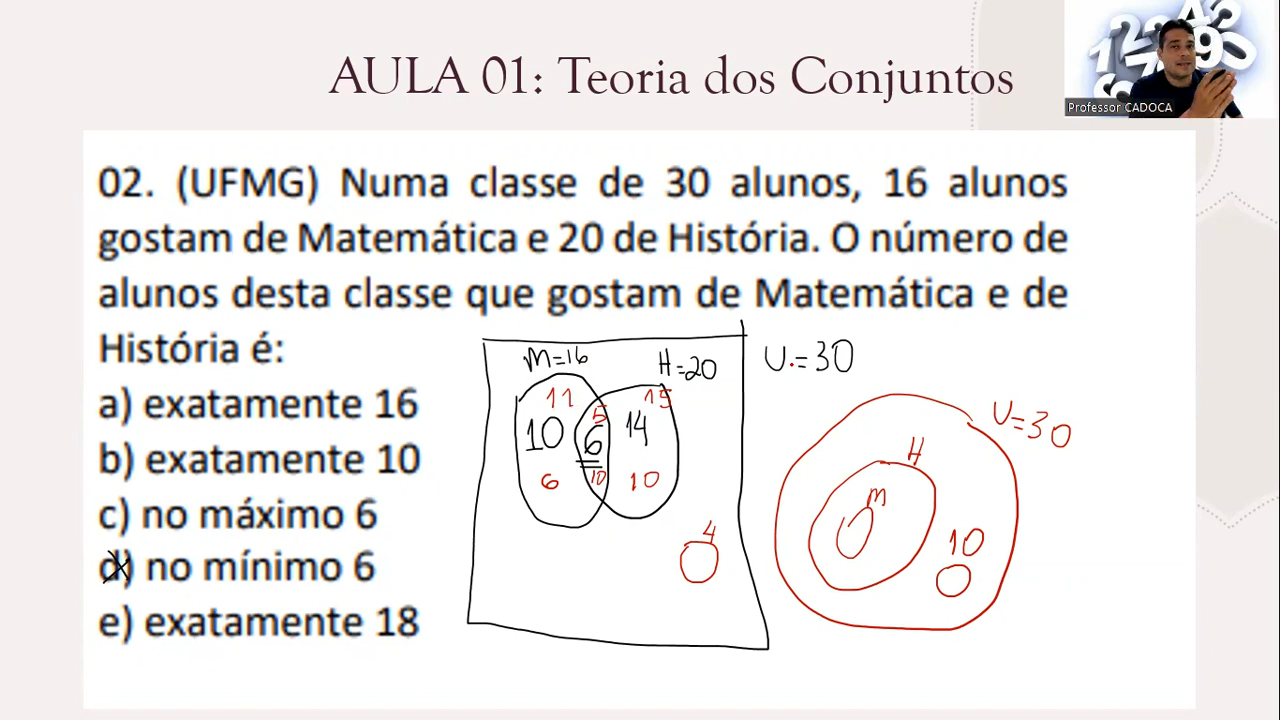 AULA 01: Teoria dos Conjuntos
Professor CADOCA
02. (UFMG) Numa classe de 30 alunos, 16 alunos
gostam de Matemática e 20 de História. O número de
alunos desta classe que gostam de Matemática e de
História é:
a) exatamente 16
b) exatamente 10
c) no máximo 6
d) no mínimo 6
e) exatamente 18
M=16
H=20
U=30
11 5 15
10 6 14
6 10 10
4
U=30
H
M
10